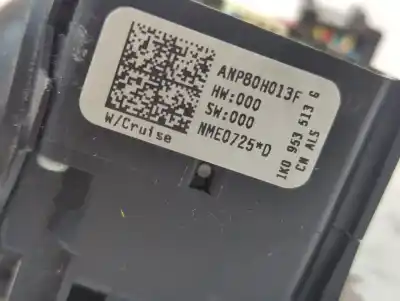 ANP80H013F
HW:000
SW:000
NME0725*D
W/Cruise
1K0 953 513 G
CN ALS